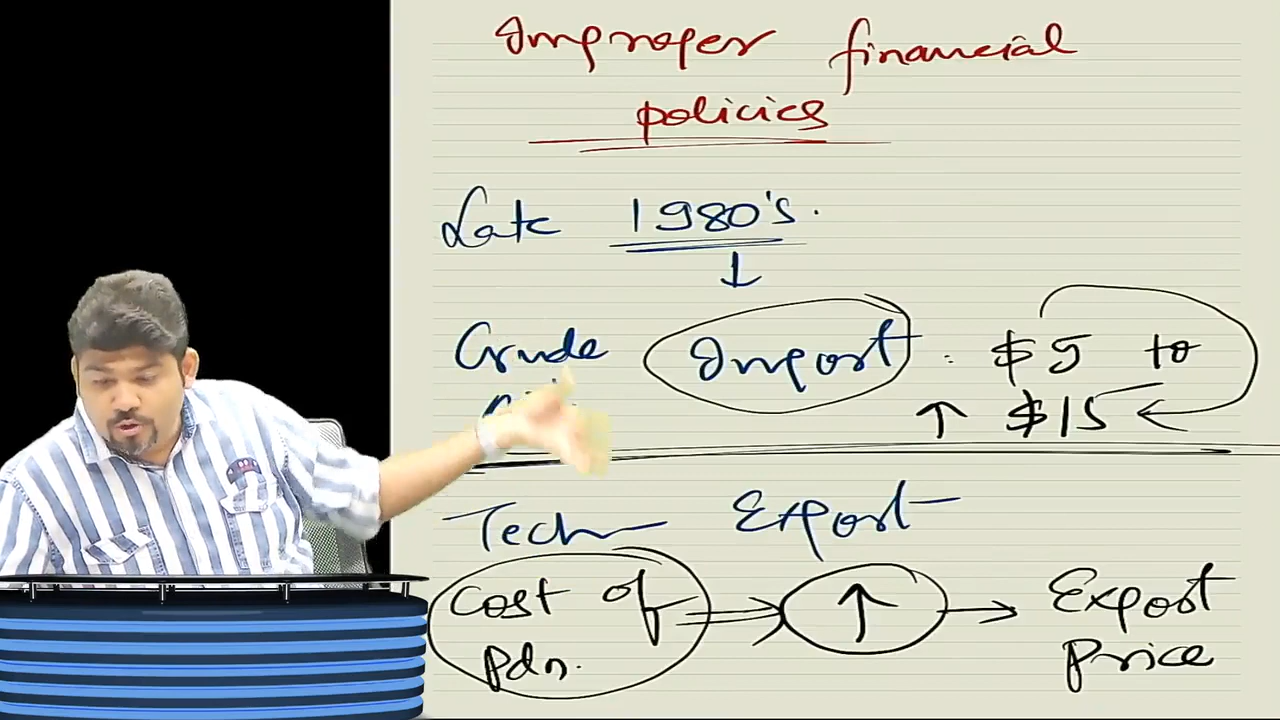 Improper financial
policies
Late 1980's.
↓
Crude Import : $5 to
↑ $15 ←
Tech Export
Cost of ⇒ ↑ → Export
pdn. Price